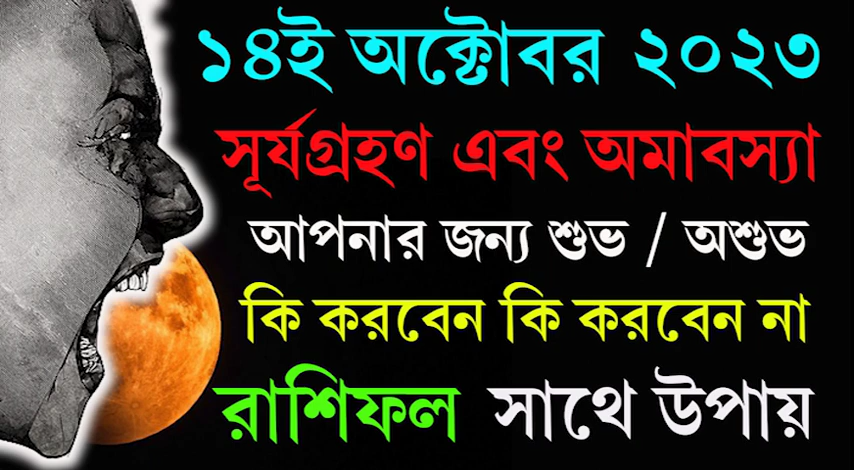 ১৪ই অক্টোবর ২০২৩
সূর্যগ্রহণ এবং অমাবস্যা
আপনার জন্য শুভ / অশুভ
কি করবেন কি করবেন না
রাশিফল সাথে উপায়